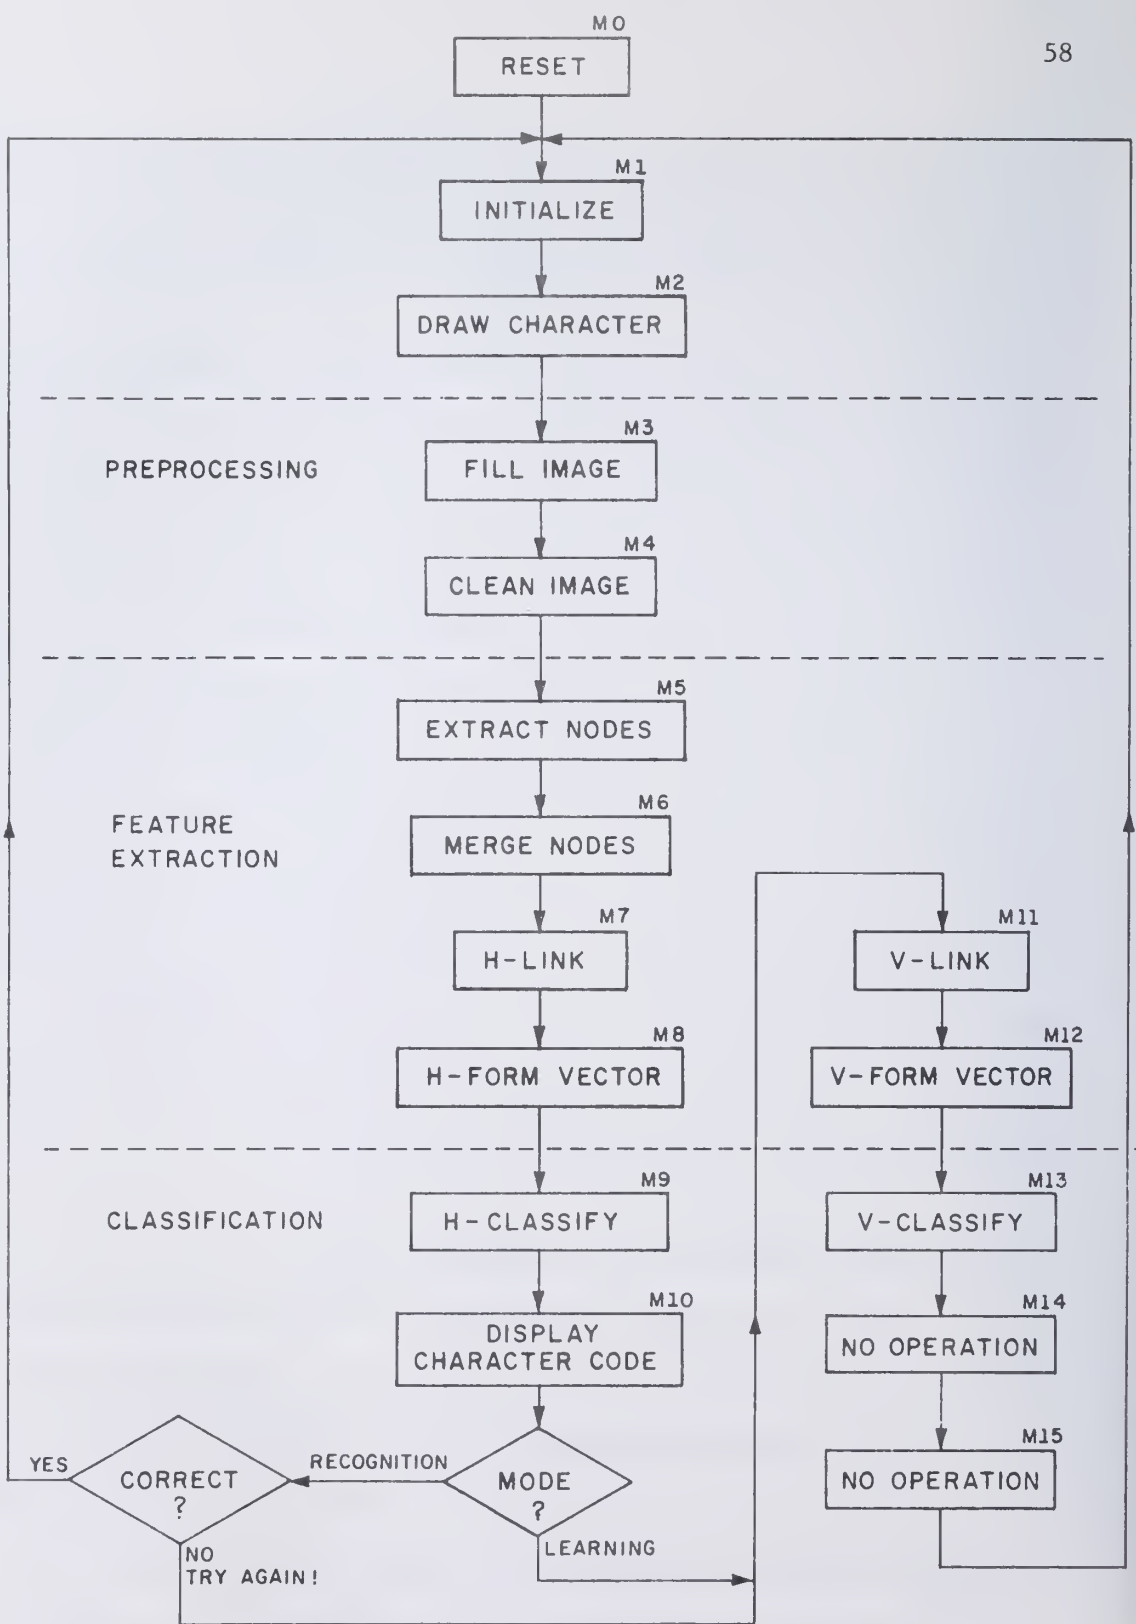 58
M0
RESET
M1
INITIALIZE
M2
DRAW CHARACTER
PREPROCESSING
M3
FILL IMAGE
M4
CLEAN IMAGE
FEATURE
EXTRACTION
M5
EXTRACT NODES
M6
MERGE NODES
M7
H-LINK
M8
H-FORM VECTOR
M11
V-LINK
M12
V-FORM VECTOR
CLASSIFICATION
M9
H-CLASSIFY
M10
DISPLAY
CHARACTER CODE
MODE
?
RECOGNITION
LEARNING
CORRECT
?
YES
NO
TRY AGAIN!
M13
V-CLASSIFY
M14
NO OPERATION
M15
NO OPERATION